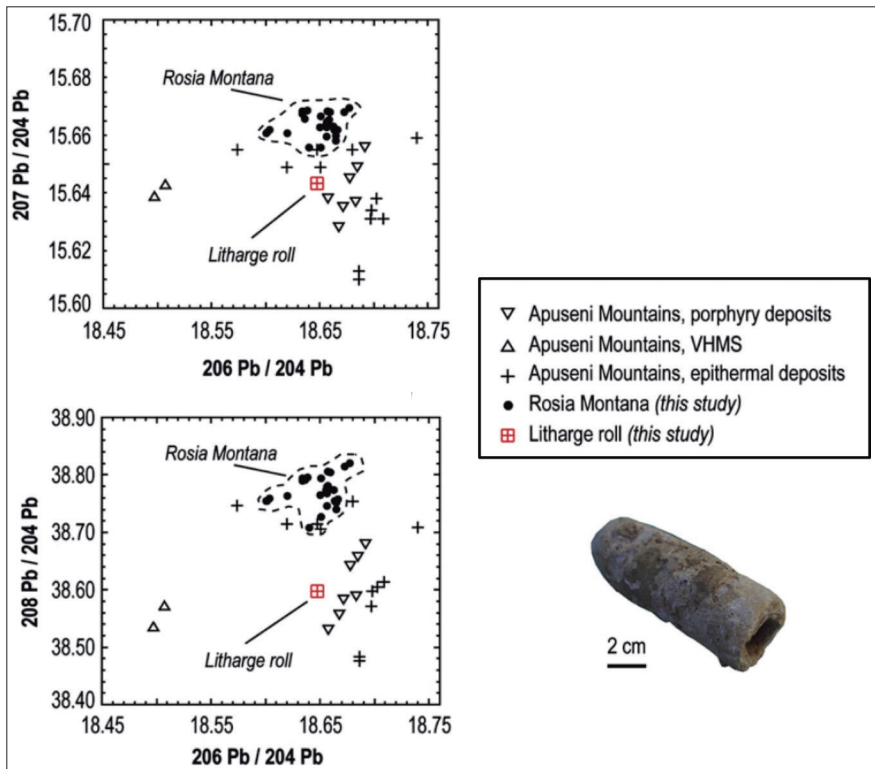 15.70
15.68
15.66
15.64
15.62
15.60
207 Pb / 204 Pb
Rosia Montana
Litharge roll
18.45
18.55
18.65
18.75
206 Pb / 204 Pb
38.90
38.80
38.70
38.60
38.50
38.40
208 Pb / 204 Pb
Rosia Montana
Litharge roll
18.45
18.55
18.65
18.75
206 Pb / 204 Pb
Apuseni Mountains, porphyry deposits
Apuseni Mountains, VHMS
Apuseni Mountains, epithermal deposits
Rosia Montana (this study)
Litharge roll (this study)
2 cm